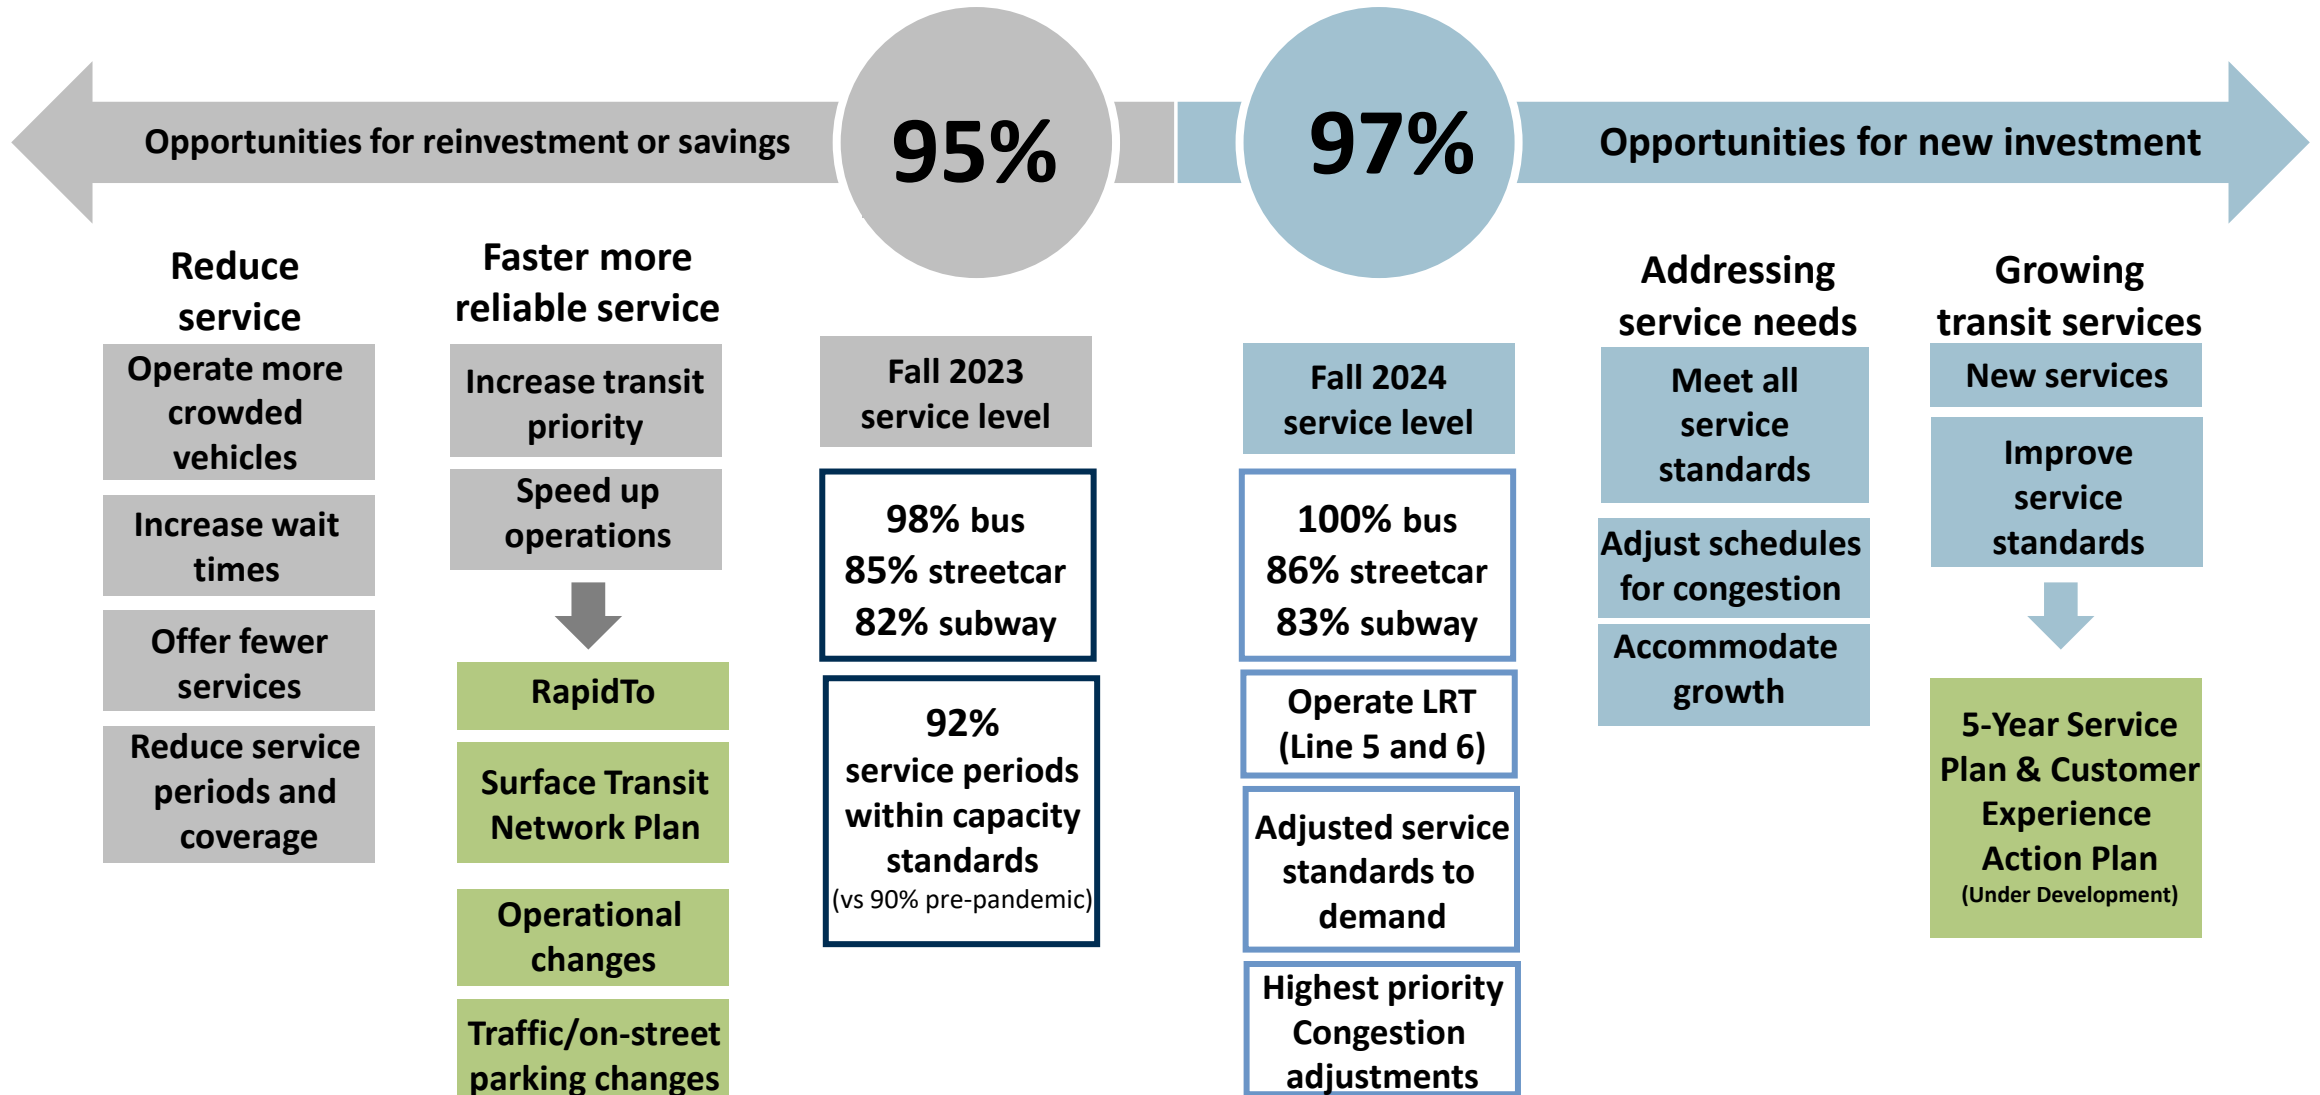 Opportunities for reinvestment or savings
95%
97%
Opportunities for new investment
Reduce
service
Operate more
crowded
vehicles
Increase wait
times
Offer fewer
services
Reduce service
periods and
coverage
Faster more
reliable service
Increase transit
priority
Speed up
operations
RapidTo
Surface Transit
Network Plan
Operational
changes
Traffic/on-street
parking changes
Fall 2023
service level
98% bus
85% streetcar
82% subway
92%
service periods
within capacity
standards
(vs 90% pre-pandemic)
Fall 2024
service level
100% bus
86% streetcar
83% subway
Operate LRT
(Line 5 and 6)
Adjusted service
standards to
demand
Highest priority
Congestion
adjustments
Addressing
service needs
Meet all
service
standards
Adjust schedules
for congestion
Accommodate
growth
Growing
transit services
New services
Improve
service
standards
5-Year Service
Plan & Customer
Experience
Action Plan
(Under Development)